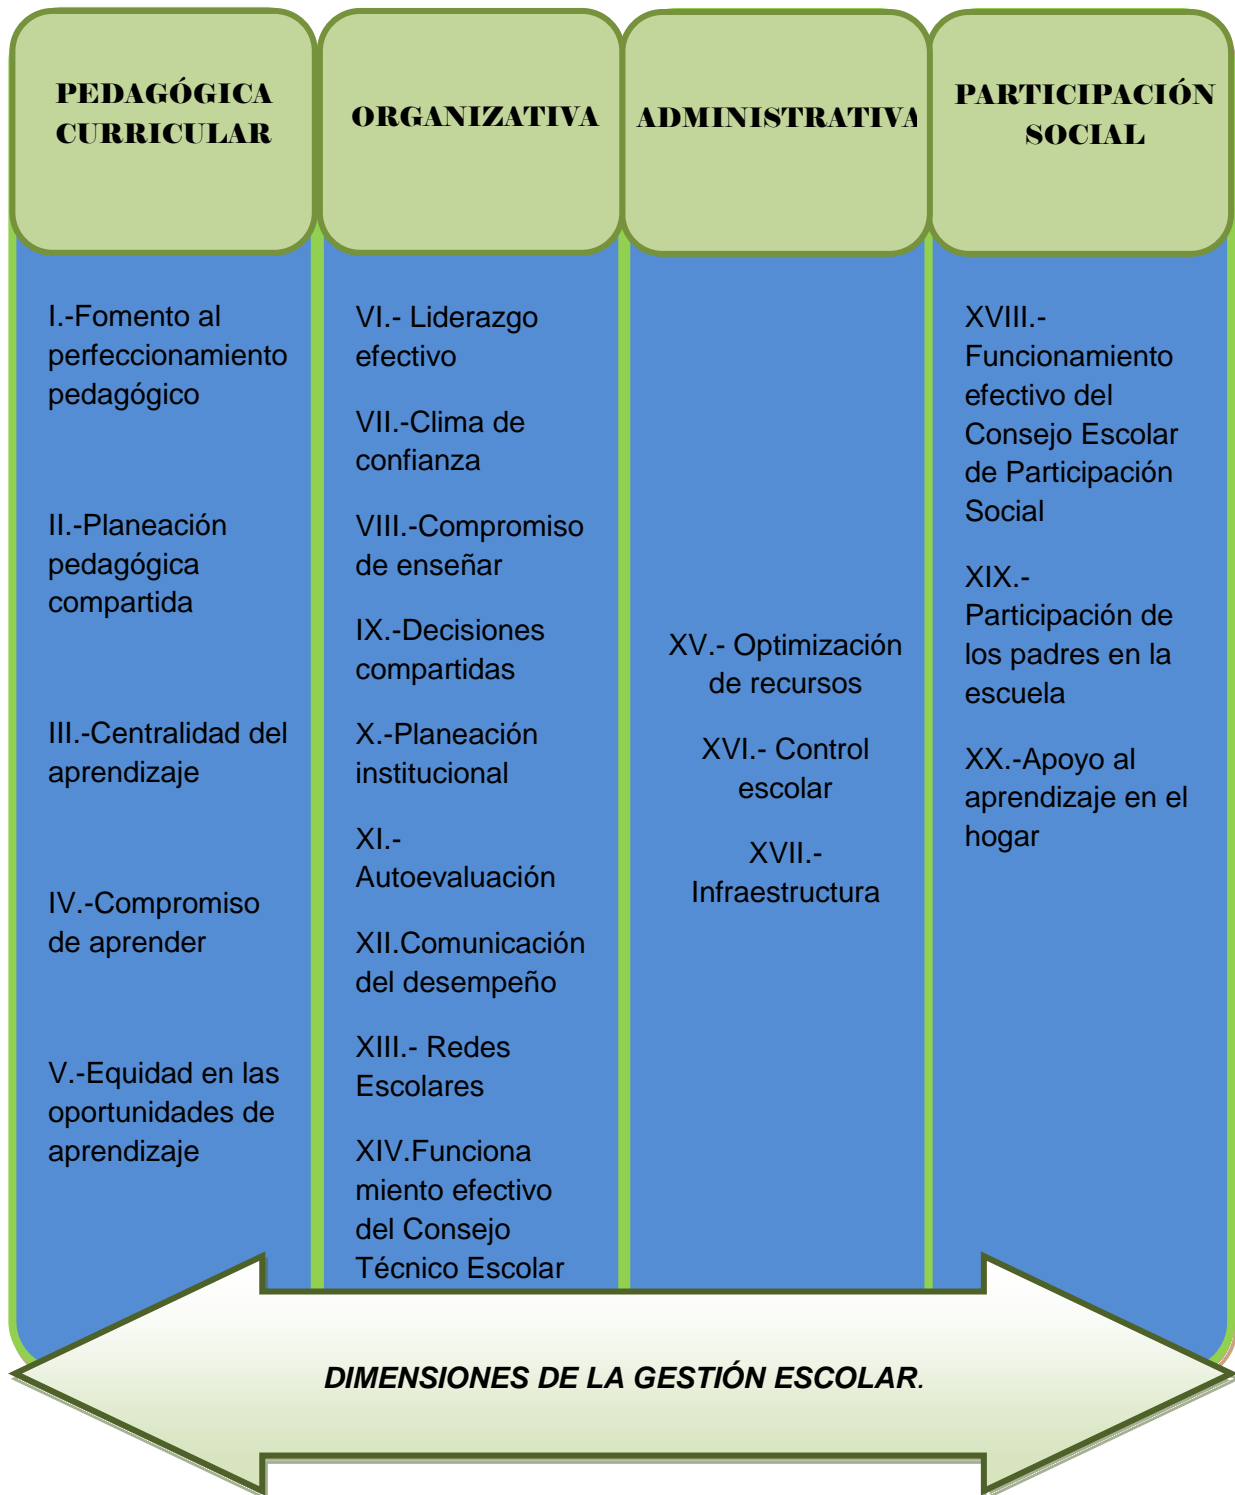 PEDAGÓGICA
CURRICULAR
I.-Fomento al
perfeccionamiento
pedagógico
II.-Planeación
pedagógica
compartida
III.-Centralidad del
aprendizaje
IV.-Compromiso
de aprender
V.-Equidad en las
oportunidades de
aprendizaje
ORGANIZATIVA
VI.- Liderazgo
efectivo
VII.-Clima de
confianza
VIII.-Compromiso
de enseñar
IX.-Decisiones
compartidas
X.-Planeación
institucional
XI.-
Autoevaluación
XII.Comunicación
del desempeño
XIII.- Redes
Escolares
XIV.Funciona
miento efectivo
del Consejo
Técnico Escolar
ADMINISTRATIVA
XV.- Optimización
de recursos
XVI.- Control
escolar
XVII.-
Infraestructura
PARTICIPACIÓN
SOCIAL
XVIII.-
Funcionamiento
efectivo del
Consejo Escolar
de Participación
Social
XIX.-
Participación de
los padres en la
escuela
XX.-Apoyo al
aprendizaje en el
hogar
DIMENSIONES DE LA GESTIÓN ESCOLAR.